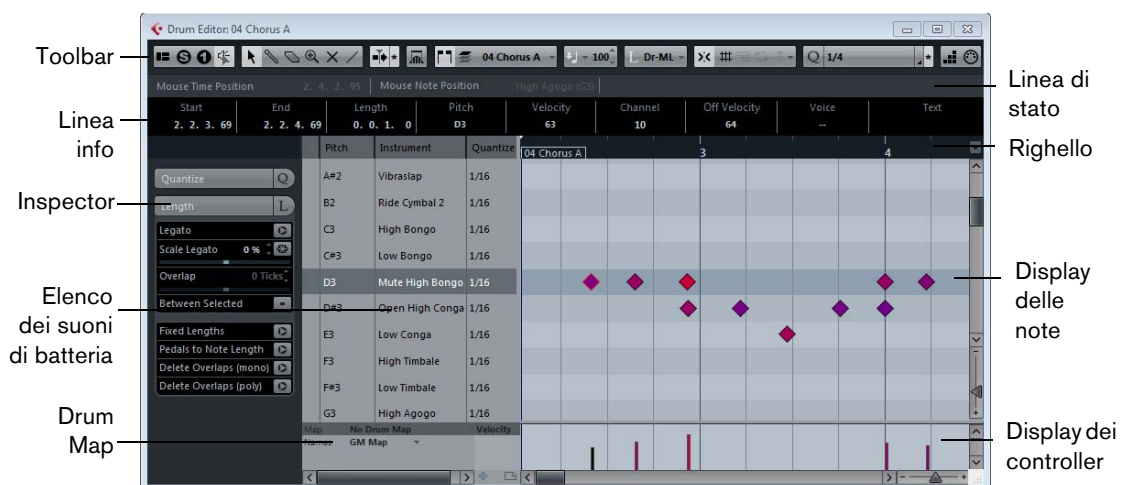 Drum Editor: 04 Chorus A
Toolbar
04 Chorus A
100
L Dr-ML
Q 1/4
Mouse Time Position 2. 4. 2. 95 Mouse Note Position High Agogo (G3)
Linea di
stato
Linea
info
Start End Length Pitch Velocity Channel Off Velocity Voice Text
2. 2. 3. 69 2. 2. 4. 69 0. 0. 1. 0 D3 63 10 64 --
Pitch Instrument Quantize
04 Chorus A 3 4
Righello
Inspector
Quantize Q
Length L
Legato
Scale Legato 0 %
Overlap 0 Ticks
Between Selected
Fixed Lengths
Pedals to Note Length
Delete Overlaps (mono)
Delete Overlaps (poly)
A#2 Vibraslap 1/16
B2 Ride Cymbal 2 1/16
C3 High Bongo 1/16
C#3 Low Bongo 1/16
D3 Mute High Bongo 1/16
D#3 Open High Conga 1/16
E3 Low Conga 1/16
F3 High Timbale 1/16
F#3 Low Timbale 1/16
G3 High Agogo 1/16
Elenco
dei suoni
di batteria
Display
delle
note
Drum
Map
Map No Drum Map Velocity
Names GM Map
Display dei
controller